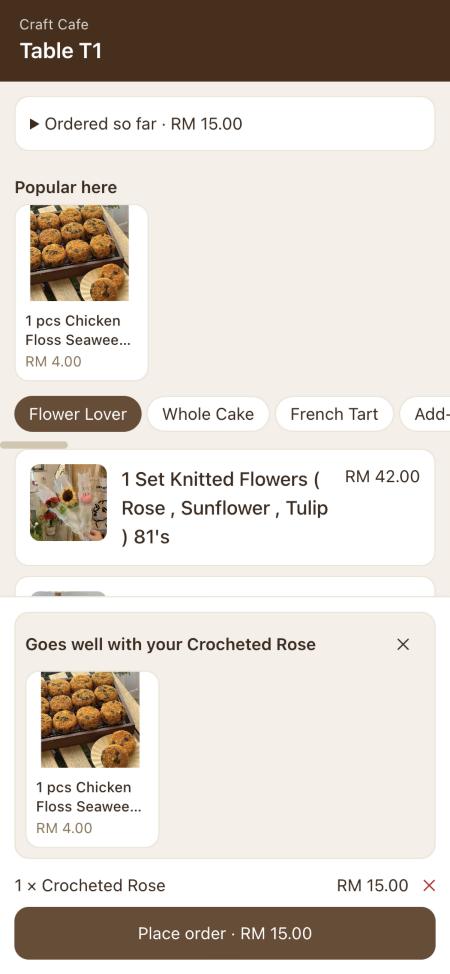 Craft Cafe
Table T1
▶ Ordered so far · RM 15.00
Popular here
1 pcs Chicken
Floss Seawee...
RM 4.00
Flower Lover
Whole Cake
French Tart
Add-
1 Set Knitted Flowers (
Rose , Sunflower , Tulip
) 81's
RM 42.00
Goes well with your Crocheted Rose
1 pcs Chicken
Floss Seawee...
RM 4.00
1 × Crocheted Rose
RM 15.00
Place order · RM 15.00